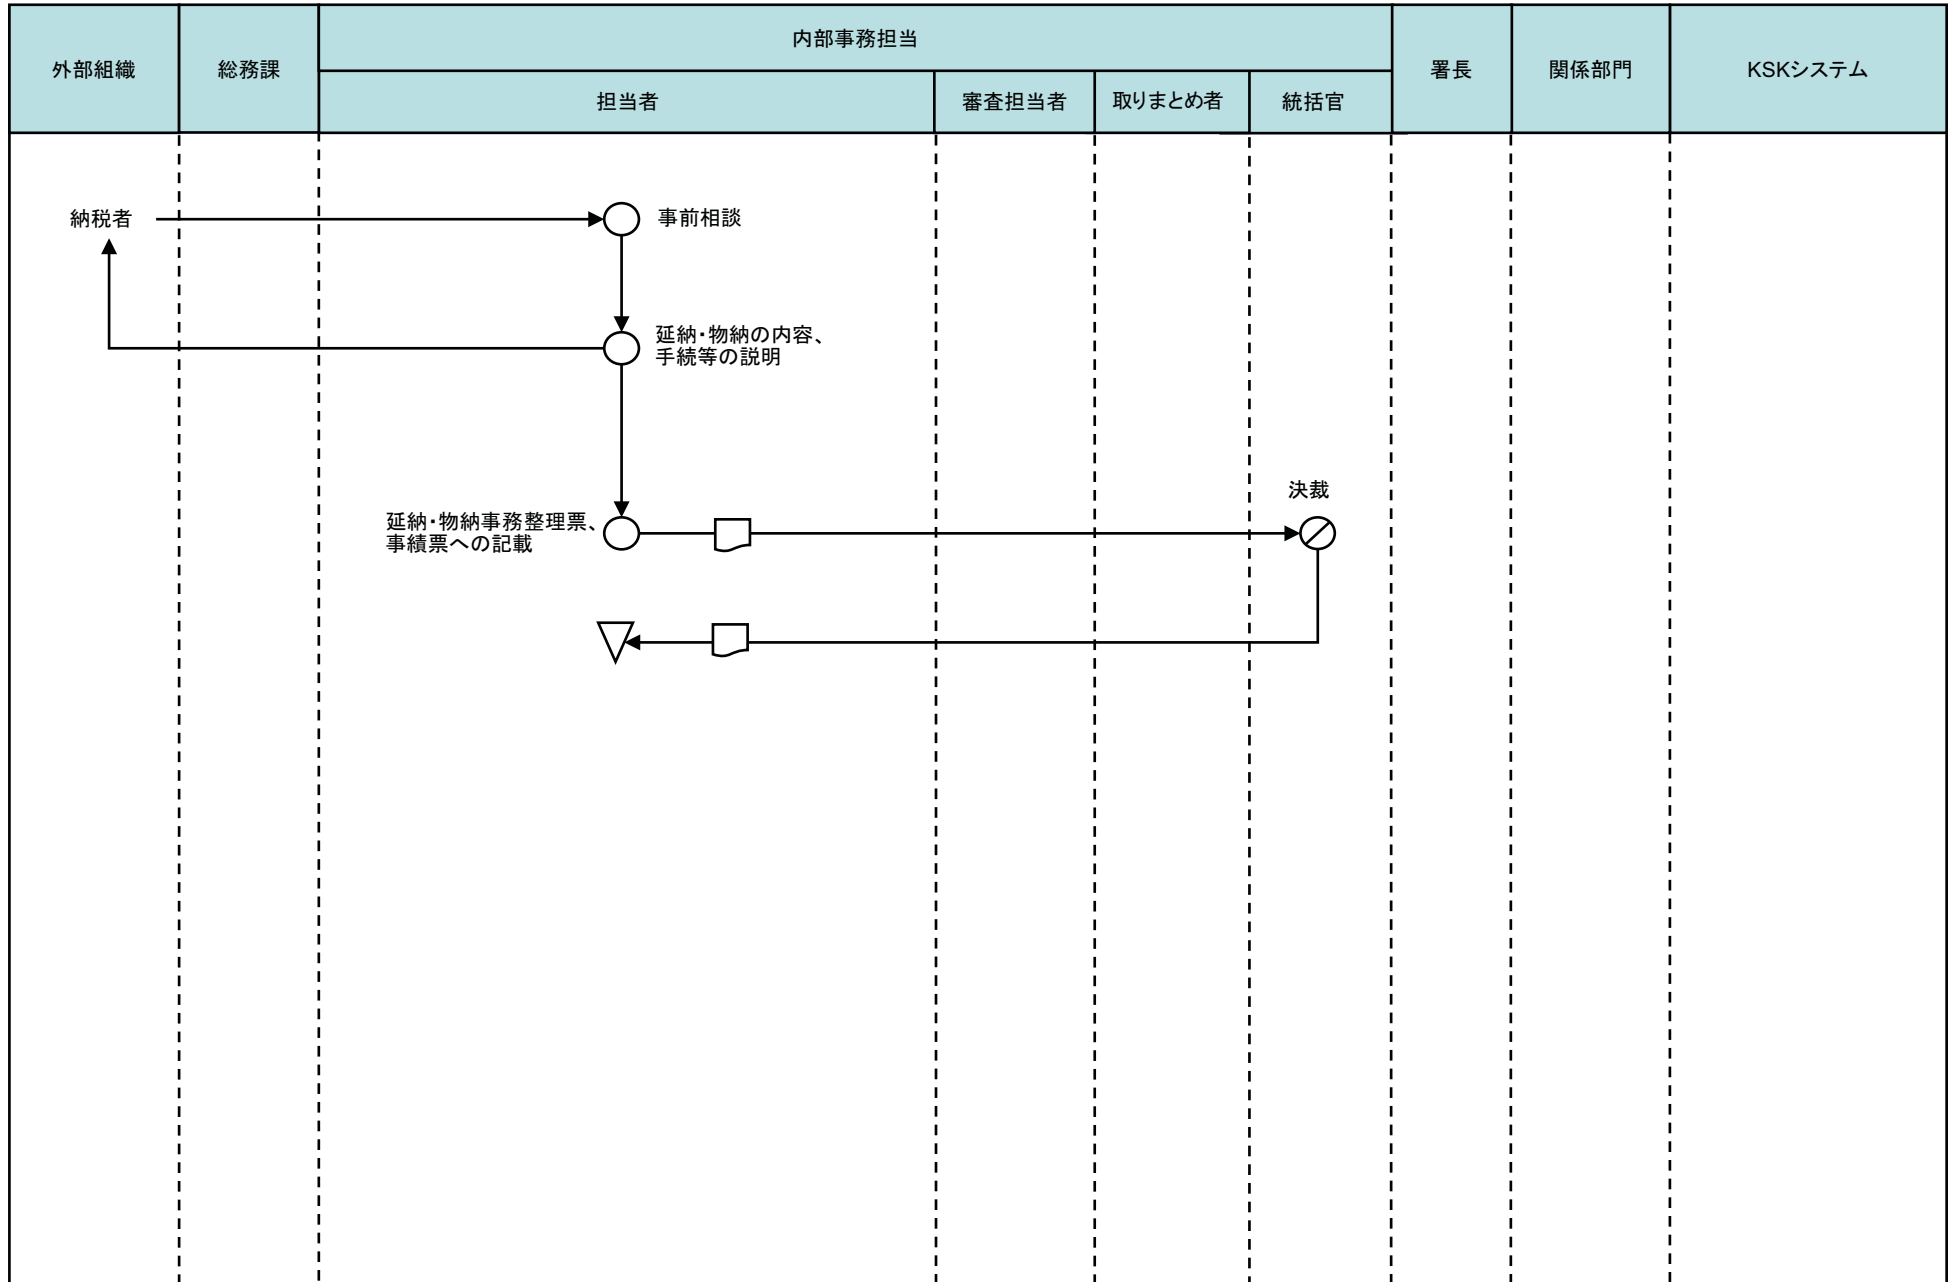 外部組織
総務課
内部事務担当
担当者
審査担当者
取りまとめ者
統括官
署長
関係部門
KSKシステム
納税者
事前相談
延納・物納の内容、
手続等の説明
決裁
延納・物納事務整理票、
事績票への記載